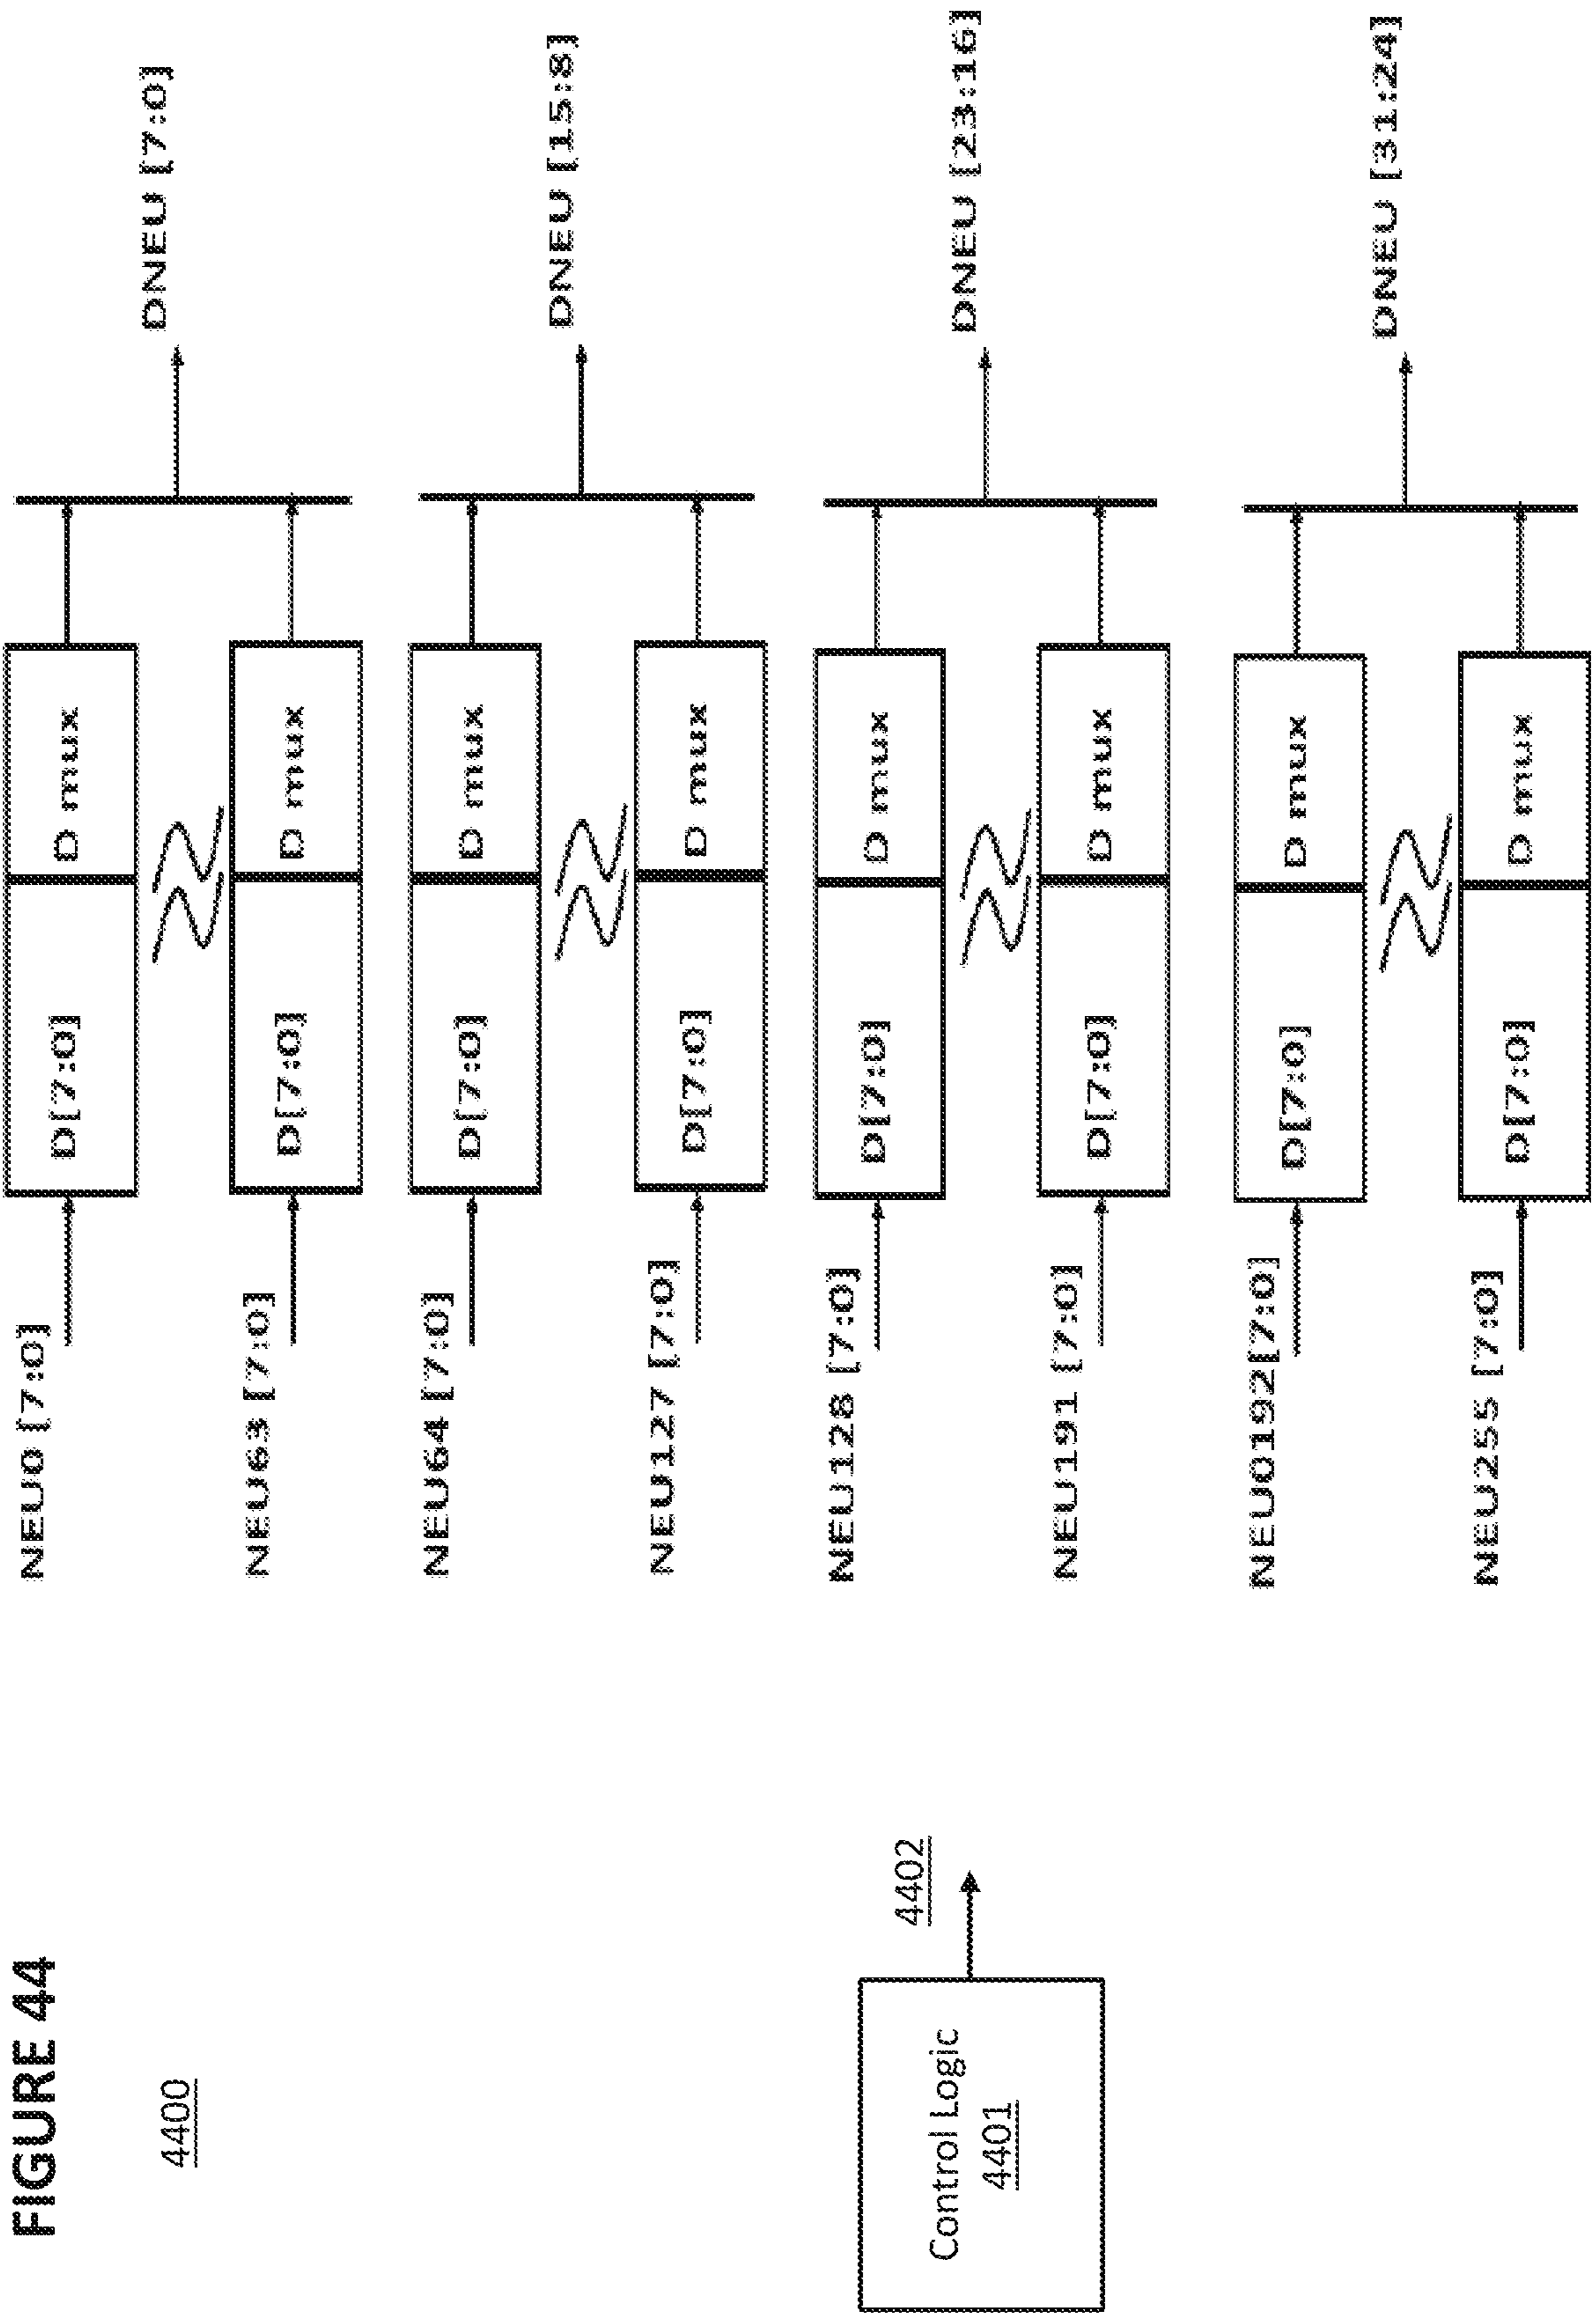 FIGURE 44
4400
Control Logic
4401
4402
NEU0 [7:0]
D[7:0]
D mux
DNEU [7:0]
NEU63 [7:0]
D[7:0]
D mux
NEU64 [7:0]
D[7:0]
D mux
DNEU [15:8]
NEU127 [7:0]
D[7:0]
D mux
NEU128 [7:0]
D[7:0]
D mux
DNEU [23:16]
NEU191 [7:0]
D[7:0]
D mux
NEU0192[7:0]
D[7:0]
D mux
DNEU [31:24]
NEU255 [7:0]
D[7:0]
D mux